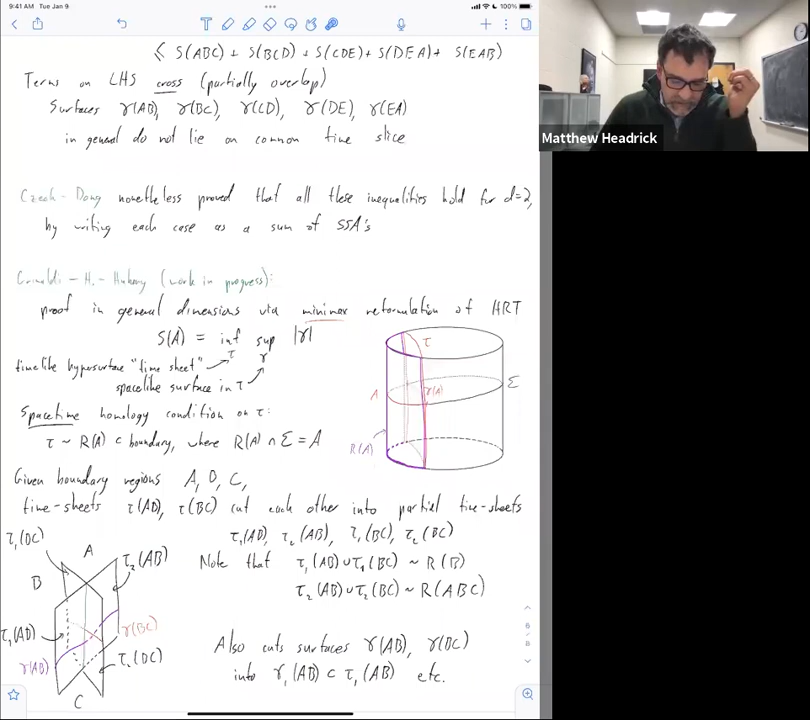 9:41 AM Tue Jan 9
100%
≤ S(ABC) + S(BCD) + S(CDE) + S(DEA) + S(EAB)
Terms on LHS cross (partially overlap)
Surfaces γ(AB), γ(BC), γ(CD), γ(DE), γ(EA)
in general do not lie on common time slice
Czech-Dong nonetheless proved that all these inequalities hold for d=2,
by writing each case as a sum of SSA's
Grimaldi - H. - Hubeny (work in progress):
proof in general dimensions via minimax reformulation of HRT
S(A) = inf sup |γ|
τ γ
timelike hypersurface "time sheet"
spacelike surface in τ
Spacetime homology condition on τ:
τ ~ R(A) ⊂ boundary, where R(A) ∩ Σ = A
τ
A
γ(A)
Σ
R(A)
Given boundary regions A, B, C,
time-sheets τ(AB), τ(BC) cut each other into partial time-sheets
τ₁(AB), τ₂(AB), τ₁(BC), τ₂(BC)
Note that τ₁(AB) ∪ τ₁(BC) ~ R(B)
τ₂(AB) ∪ τ₂(BC) ~ R(ABC)
Also cuts surfaces γ(AB), γ(BC)
into γ₁(AB) ⊂ τ₁(AB) etc.
τ₁(BC)
A
τ₂(AB)
B
τ₁(AB)
γ(BC)
γ(AB)
τ₂(BC)
C
Matthew Headrick